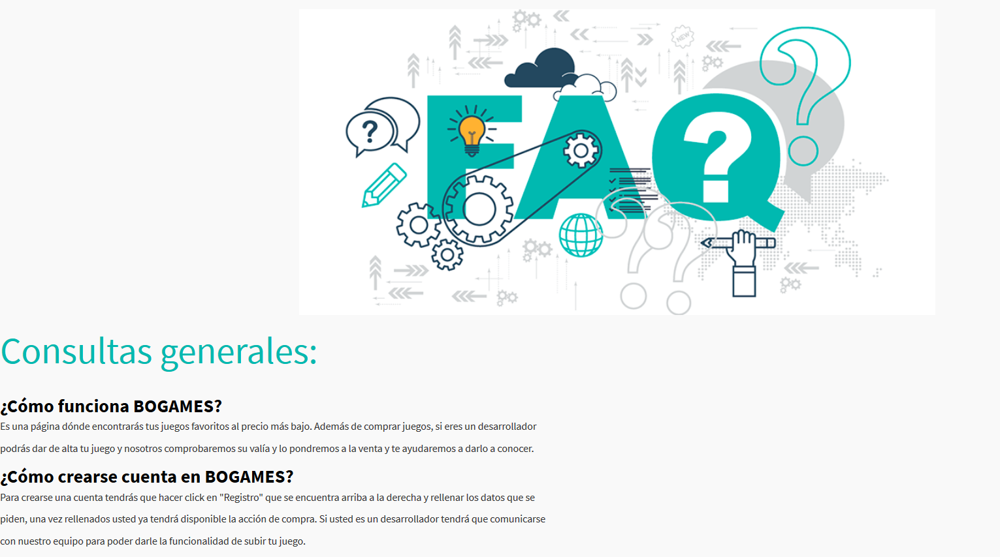 NEW
?
FAQ
?
?
?
?
Consultas generales:
¿Cómo funciona BOGAMES?
Es una página dónde encontrarás tus juegos favoritos al precio más bajo. Además de comprar juegos, si eres un desarrollador
podrás dar de alta tu juego y nosotros comprobaremos su valía y lo pondremos a la venta y te ayudaremos a darlo a conocer.
¿Cómo crearse cuenta en BOGAMES?
Para crearse una cuenta tendrás que hacer click en "Registro" que se encuentra arriba a la derecha y rellenar los datos que se
piden, una vez rellenados usted ya tendrá disponible la acción de compra. Si usted es un desarrollador tendrá que comunicarse
con nuestro equipo para poder darle la funcionalidad de subir tu juego.